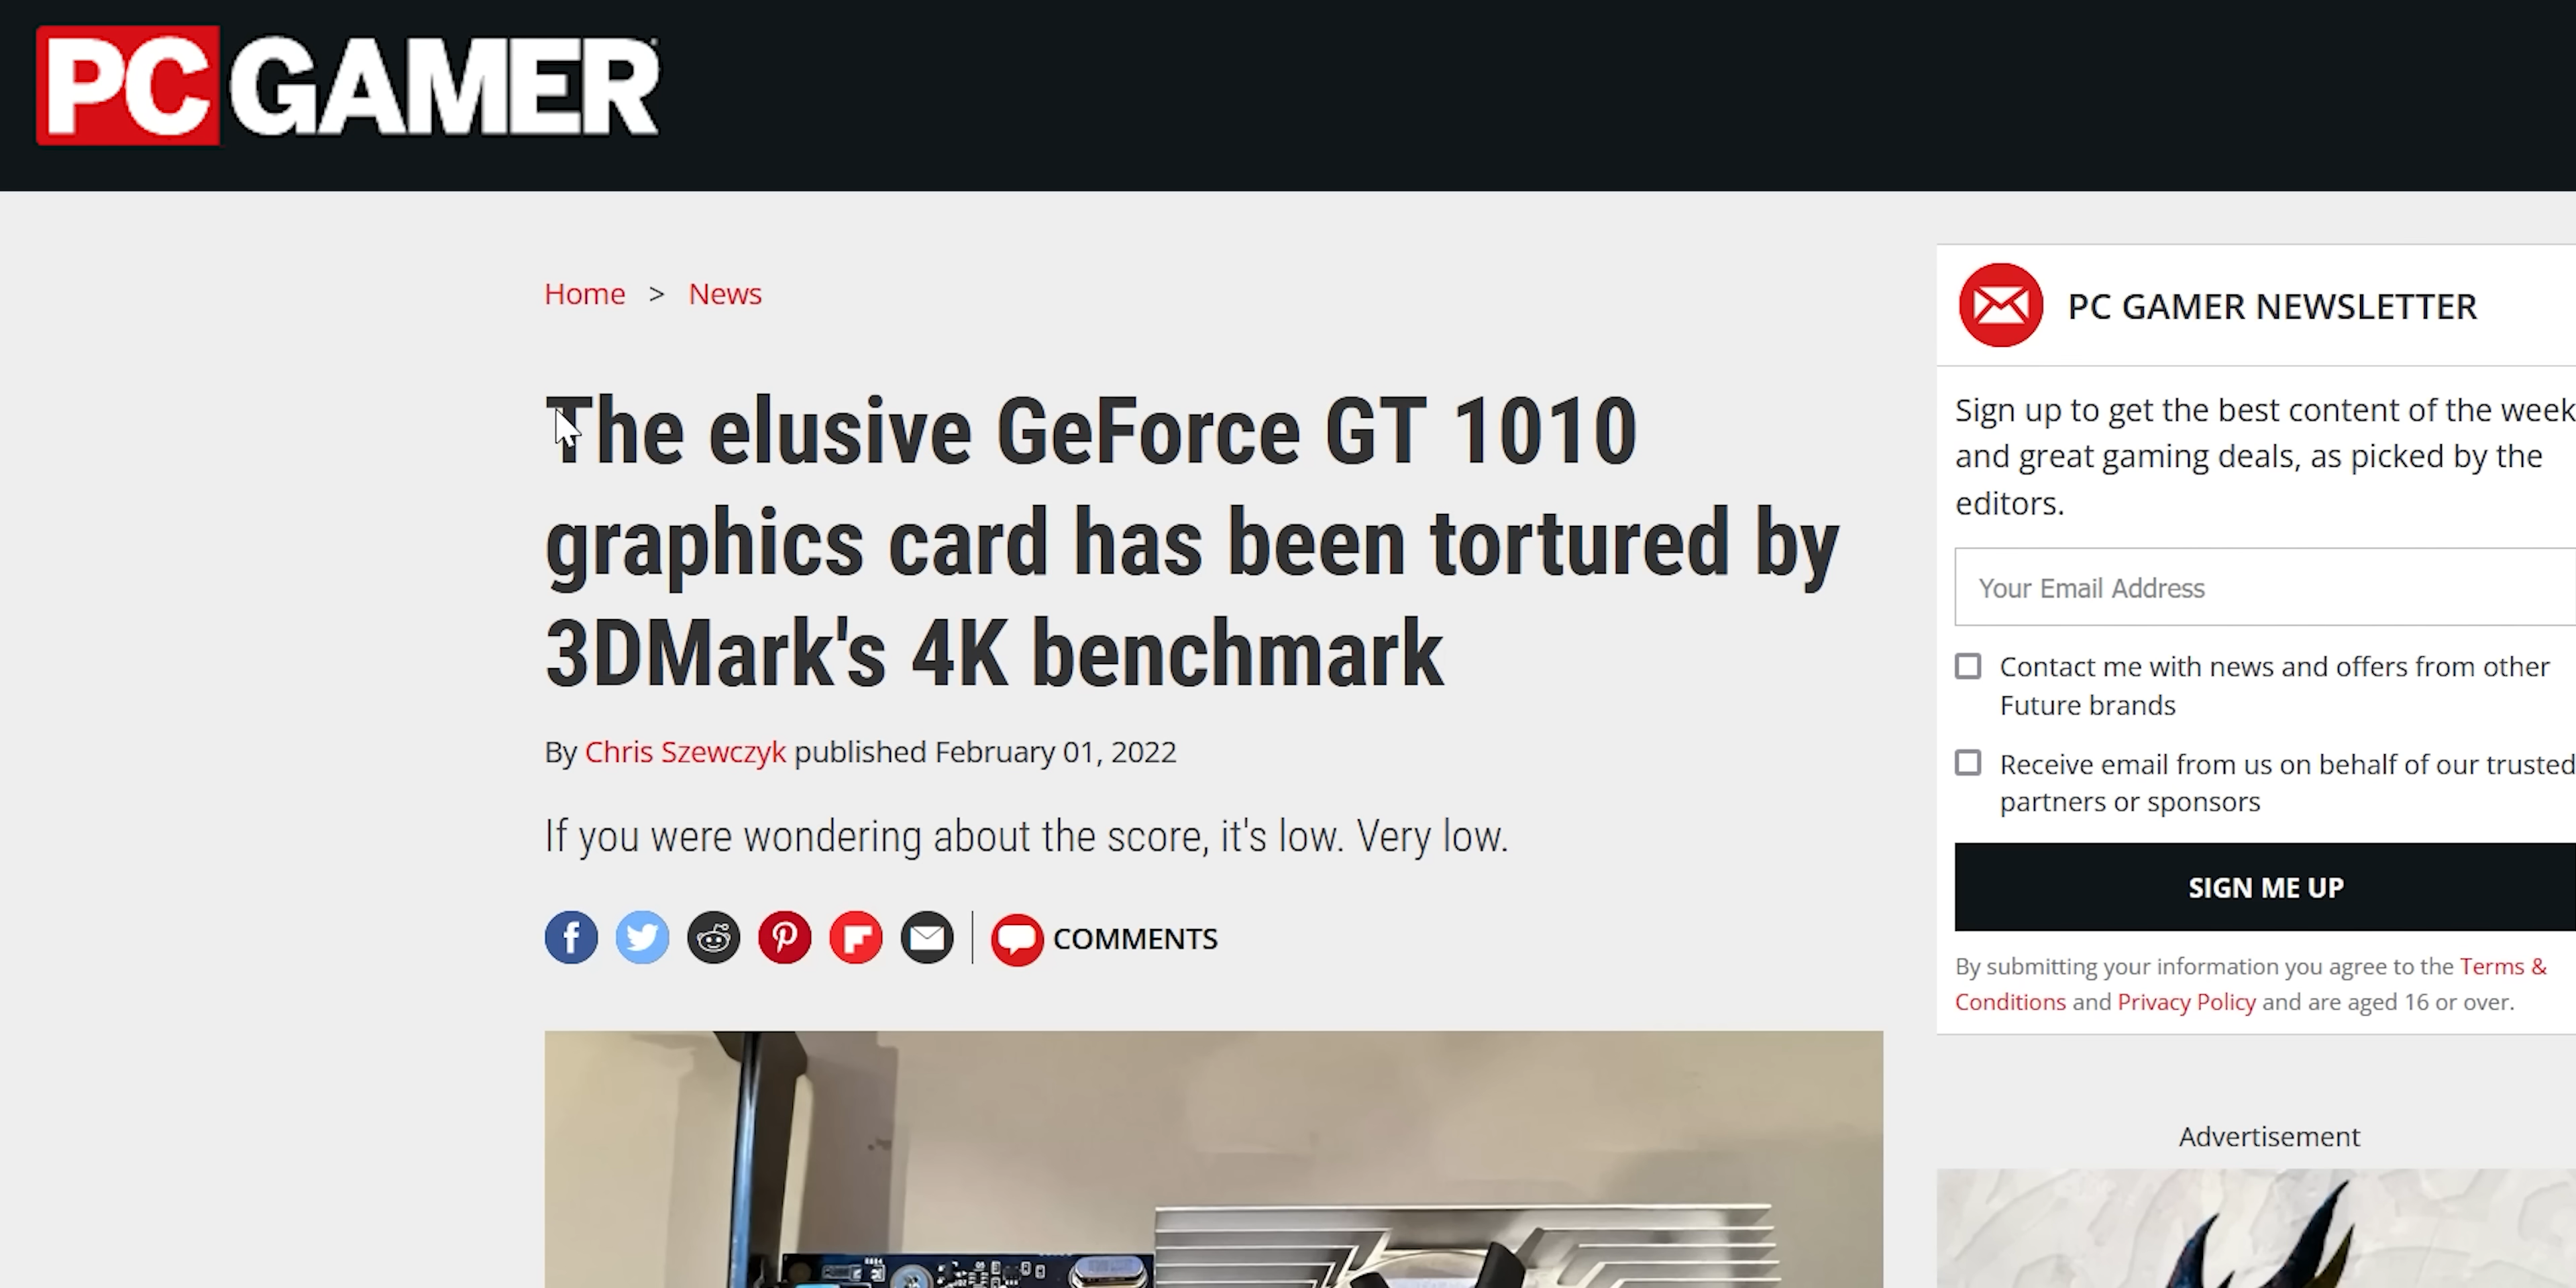 PC GAMER
Home > News
The elusive GeForce GT 1010
graphics card has been tortured by
3DMark's 4K benchmark
By Chris Szewczyk published February 01, 2022
If you were wondering about the score, it's low. Very low.
COMMENTS
PC GAMER NEWSLETTER
Sign up to get the best content of the week
and great gaming deals, as picked by the
editors.
Your Email Address
Contact me with news and offers from other
Future brands
Receive email from us on behalf of our trusted
partners or sponsors
SIGN ME UP
By submitting your information you agree to the Terms &
Conditions and Privacy Policy and are aged 16 or over.
Advertisement